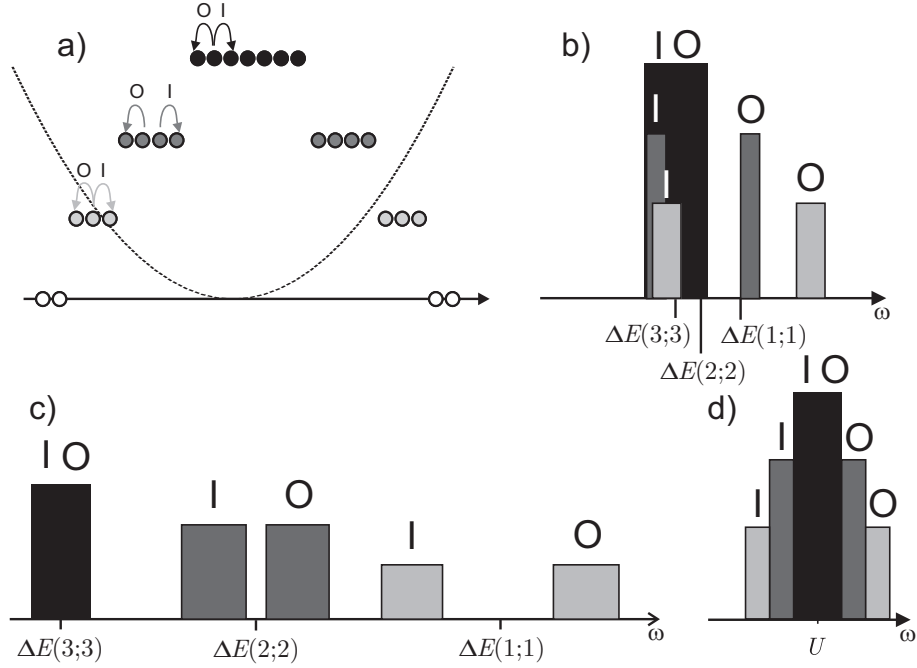 O I
a)
O I
O I
b)
I O
I
O
I
O
ω
ΔE(3;3)
ΔE(1;1)
ΔE(2;2)
c)
I O
I O
I
O
ω
ΔE(3;3)
ΔE(2;2)
ΔE(1;1)
d)
I O
I O
I O
ω
U